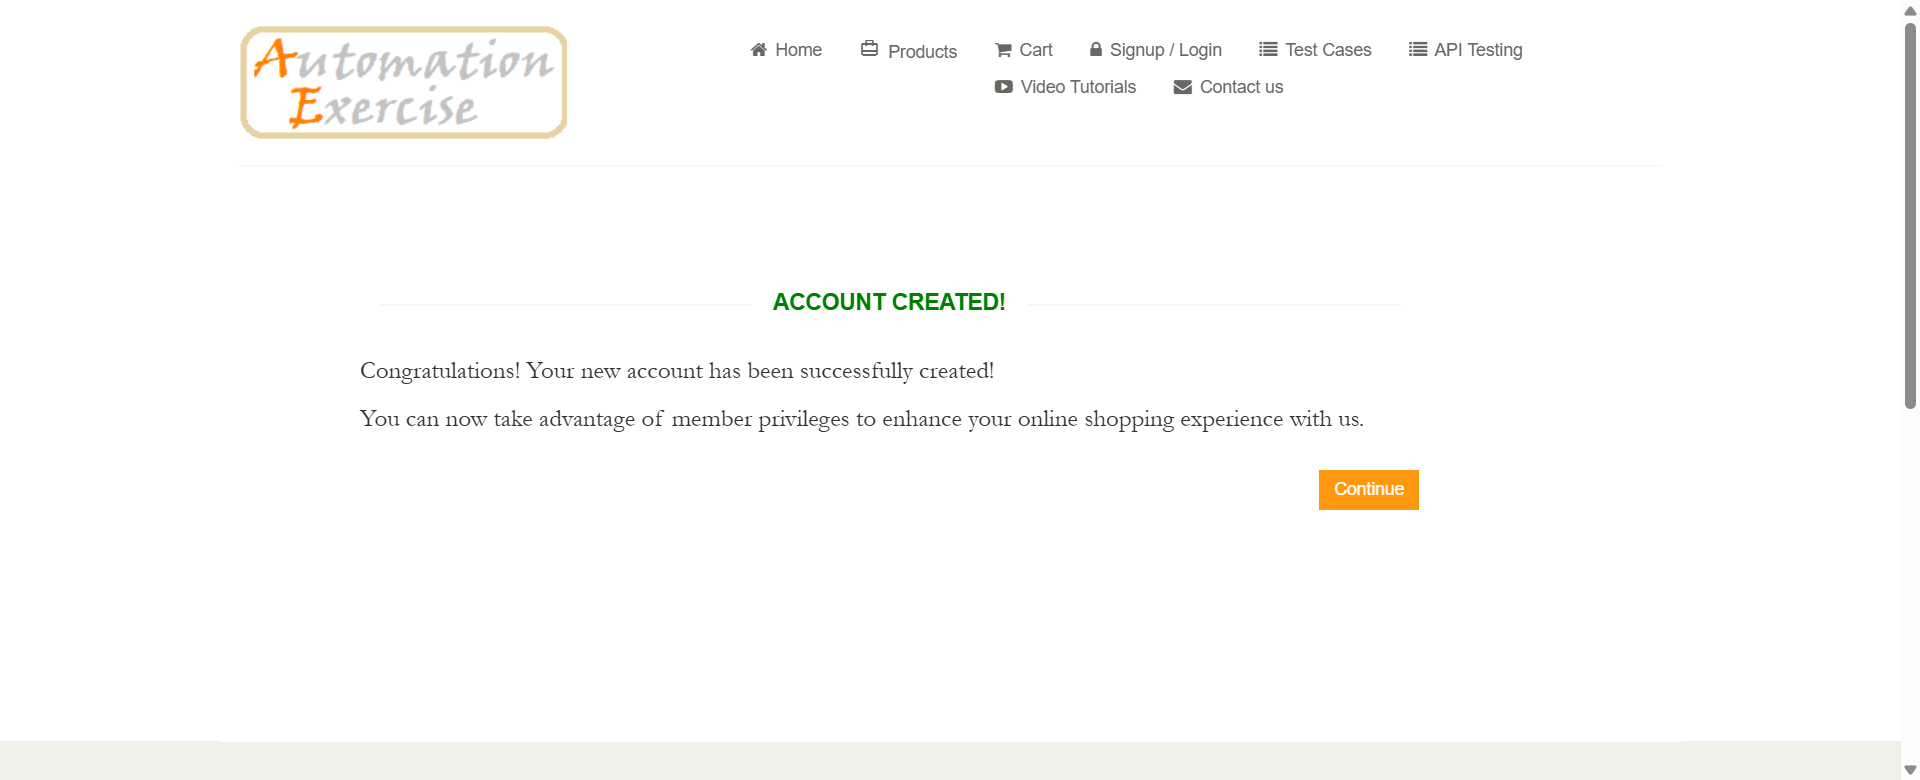 Automation
Exercise
Home
Products
Cart
Signup / Login
Test Cases
API Testing
Video Tutorials
Contact us
ACCOUNT CREATED!
Congratulations! Your new account has been successfully created!
You can now take advantage of member privileges to enhance your online shopping experience with us.
Continue